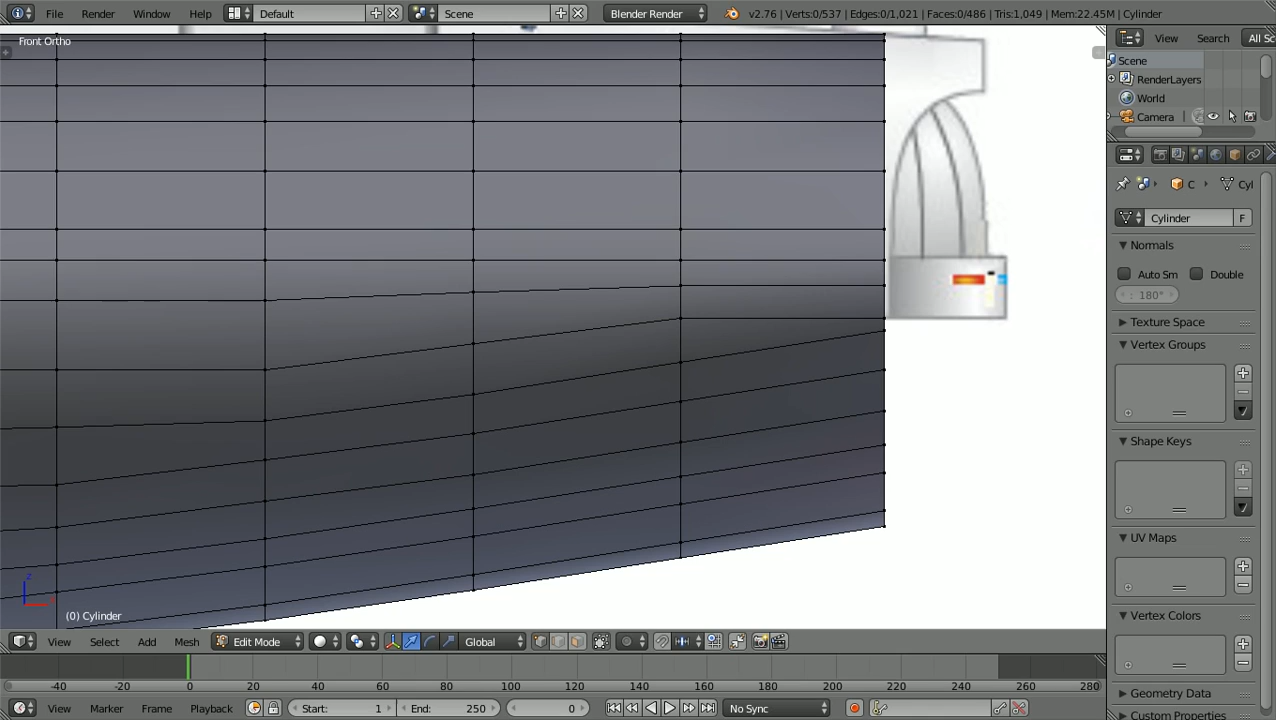 File Render Window Help Default Scene Blender Render v2.76 | Verts:0/537 | Edges:0/1,021 | Faces:0/486 | Tris:1,049 | Mem:22.45M | Cylinder
Front Ortho
View Search All Sc
Scene
RenderLayers
World
Camera
C Cyl
Cylinder F
Normals
Auto Sm Double
: 180°
Texture Space
Vertex Groups
Shape Keys
UV Maps
z
(0) Cylinder
Vertex Colors
View Select Add Mesh Edit Mode Global
-40 -20 0 20 40 60 80 100 120 140 160 180 200 220 240 260 280
Geometry Data
View Marker Frame Playback Start: 1 End: 250 0 No Sync
Custom Properties